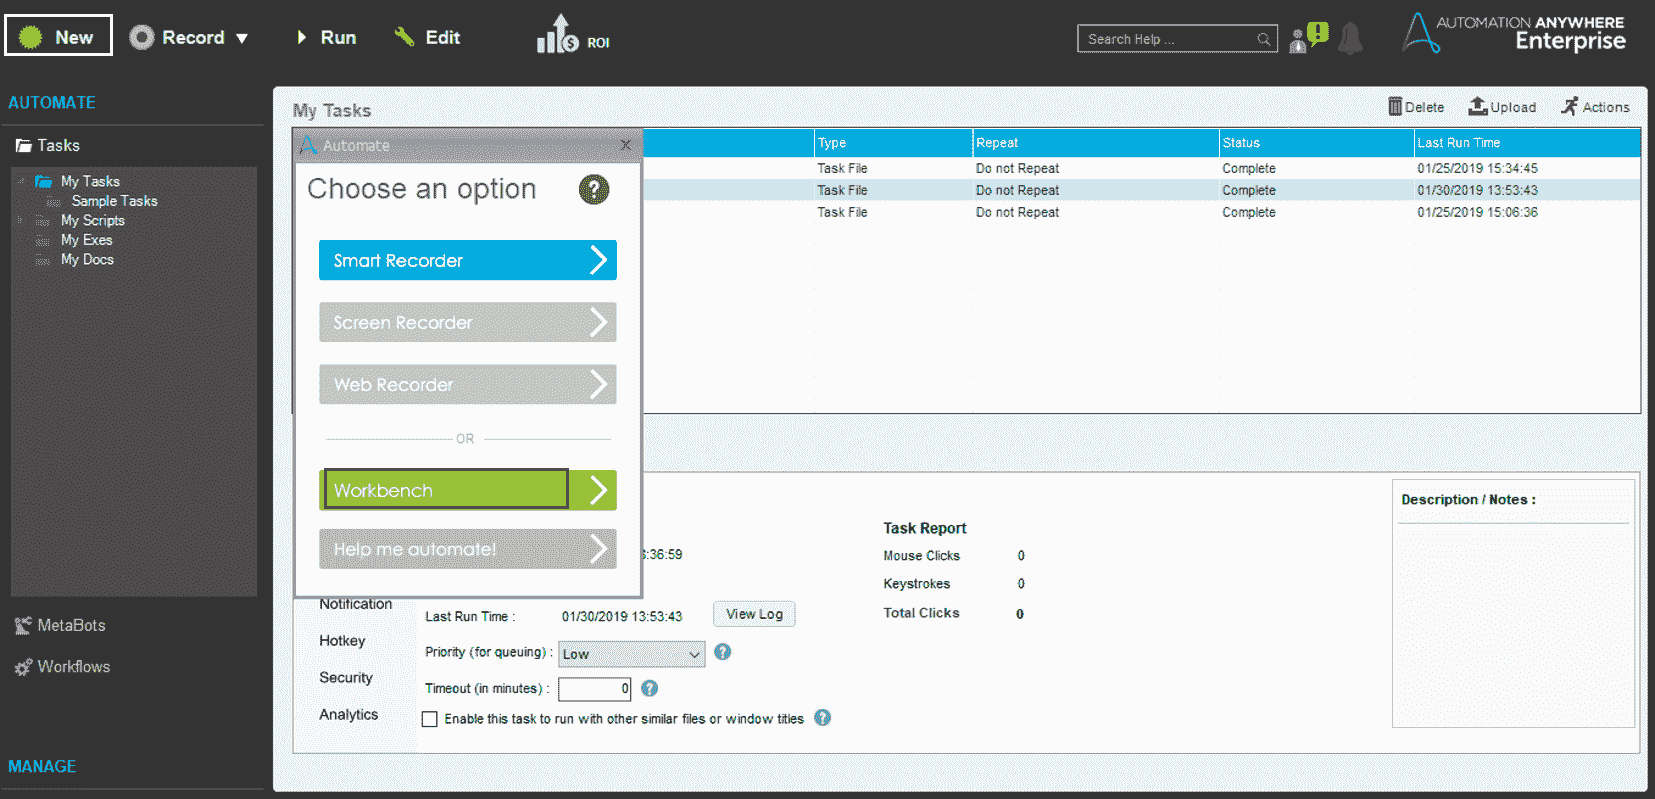 New
Record
Run
Edit
ROI
Search Help ...
AUTOMATION ANYWHERE
Enterprise
AUTOMATE
Tasks
My Tasks
Sample Tasks
My Scripts
My Exes
My Docs
MetaBots
Workflows
MANAGE
My Tasks
Delete
Upload
Actions
Type Repeat Status Last Run Time
Task File Do not Repeat Complete 01/25/2019 15:34:45
Task File Do not Repeat Complete 01/30/2019 13:53:43
Task File Do not Repeat Complete 01/25/2019 15:06:36
Automate
Choose an option
Smart Recorder
Screen Recorder
Web Recorder
OR
Workbench
Help me automate!
:36:59
Notification
Hotkey
Security
Analytics
Last Run Time : 01/30/2019 13:53:43 View Log
Priority (for queuing) : Low
Timeout (in minutes) : 0
Enable this task to run with other similar files or window titles
Task Report
Mouse Clicks 0
Keystrokes 0
Total Clicks 0
Description / Notes :